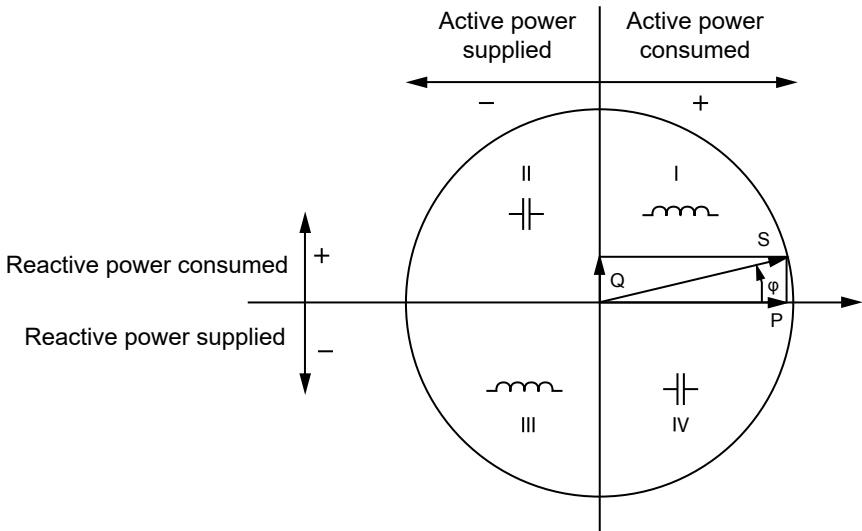 Active power
supplied
Active power
consumed
− +
II I
+
Reactive power consumed
S
Q φ
P
Reactive power supplied
−
III IV